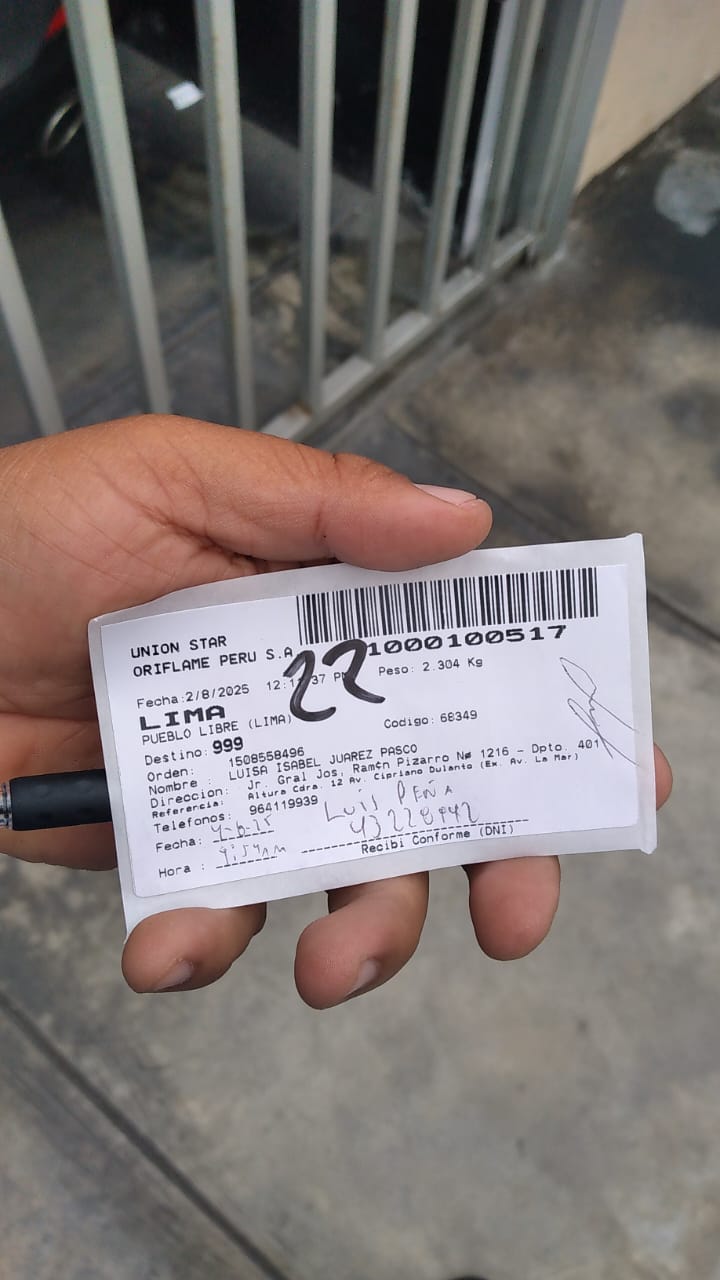 UNION STAR
ORIFLAME PERU S.A.
1000100517
22
Fecha:2/8/2025 12:1 :37 PM Peso: 2.304 Kg
LIMA
PUEBLO LIBRE (LIMA)
Codigo: 68349
Destino: 999
Orden: 1508558496
Nombre : LUISA ISABEL JUAREZ PASCO
Direccion: Jr. Gral Jos, Ram¢n Pizarro Nº 1216 - Dpto. 401
Referencia: Altura Cdra. 12 Av. Cipriano Dulanto (Ex. Av. La Mar)
Telefonos: 964119939
Luis PEÑA
Fecha:
Hora : 9:54AM
Recibi Conforme (DNI)